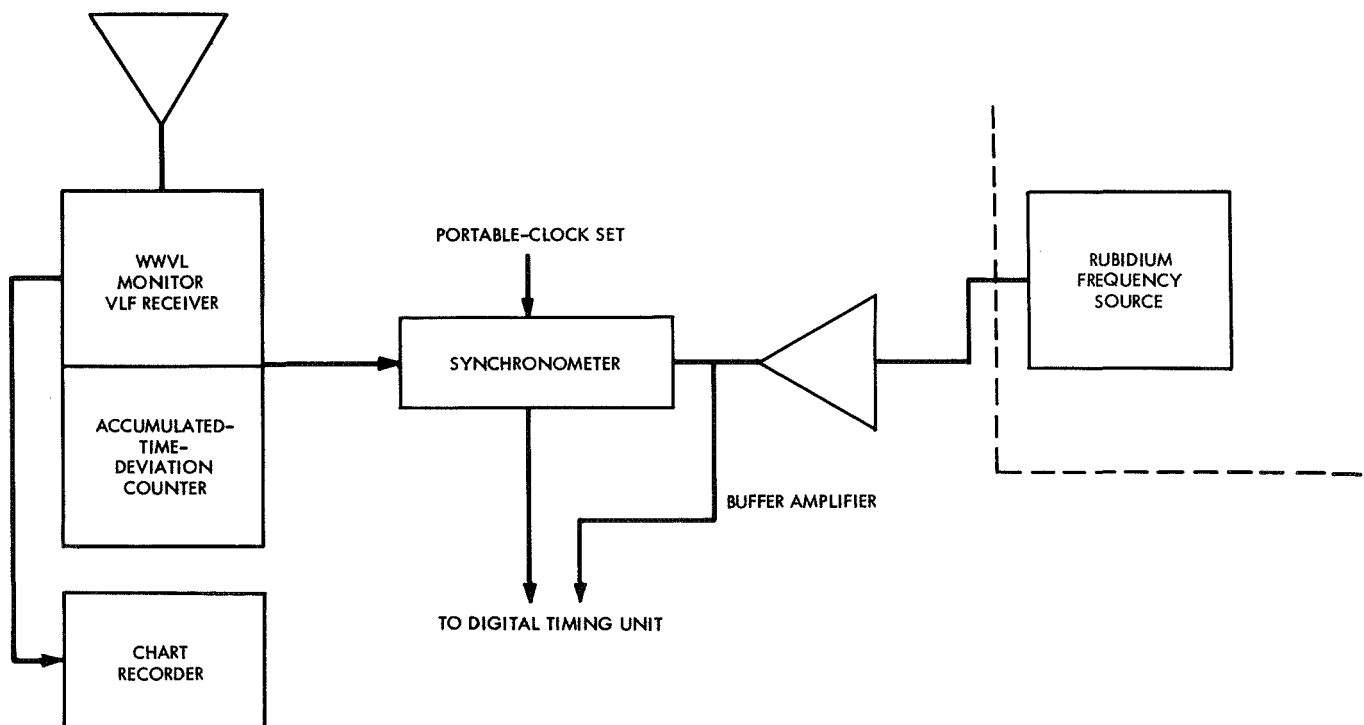 WWVL
MONITOR
VLF RECEIVER
ACCUMULATED-
TIME-
DEVIATION
COUNTER
CHART
RECORDER
PORTABLE-CLOCK SET
SYNCHRONOMETER
BUFFER AMPLIFIER
TO DIGITAL TIMING UNIT
RUBIDIUM
FREQUENCY
SOURCE